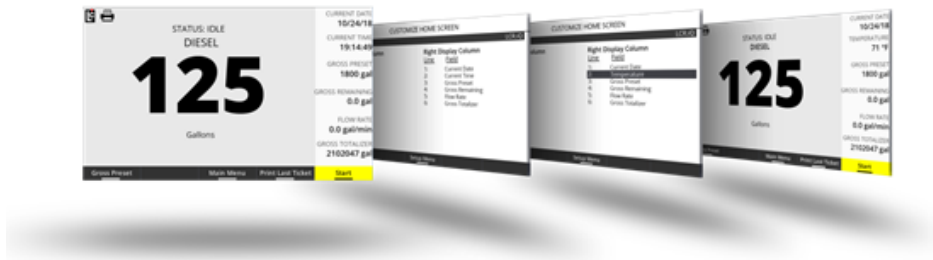 STATUS: IDLE
DIESEL
125
Gallons
CURRENT DATE
10/24/18
CURRENT TIME
19:14:49
GROSS PRESET
1800 gal
GROSS REMAINING
0.0 gal
FLOW RATE
0.0 gal/min
GROSS TOTALIZER
2102047 gal
Gross Preset
Main Menu
Print Last Ticket
Start
CUSTOMIZE HOME SCREEN
LCR iQ
Right Display Column
Line Field
1 Current Date
2 Current Time
3 Gross Preset
4 Gross Remaining
5 Flow Rate
6 Gross Totalizer
Setup Menu
CUSTOMIZE HOME SCREEN
LCR iQ
Right Display Column
Line Field
1 Current Date
2 Temperature
3 Gross Preset
4 Gross Remaining
5 Flow Rate
6 Gross Totalizer
Setup Menu
STATUS: IDLE
DIESEL
125
Gallons
CURRENT DATE
10/24/18
TEMPERATURE
71 °F
GROSS PRESET
1800 gal
GROSS REMAINING
0.0 gal
FLOW RATE
0.0 gal/min
GROSS TOTALIZER
2102047 gal
Main Menu
Print Last Ticket
Start